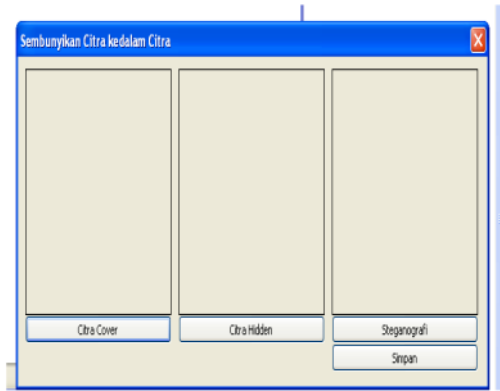 Sembunyikan Citra kedalam Citra
Citra Cover
Citra Hidden
Steganografi
Simpan